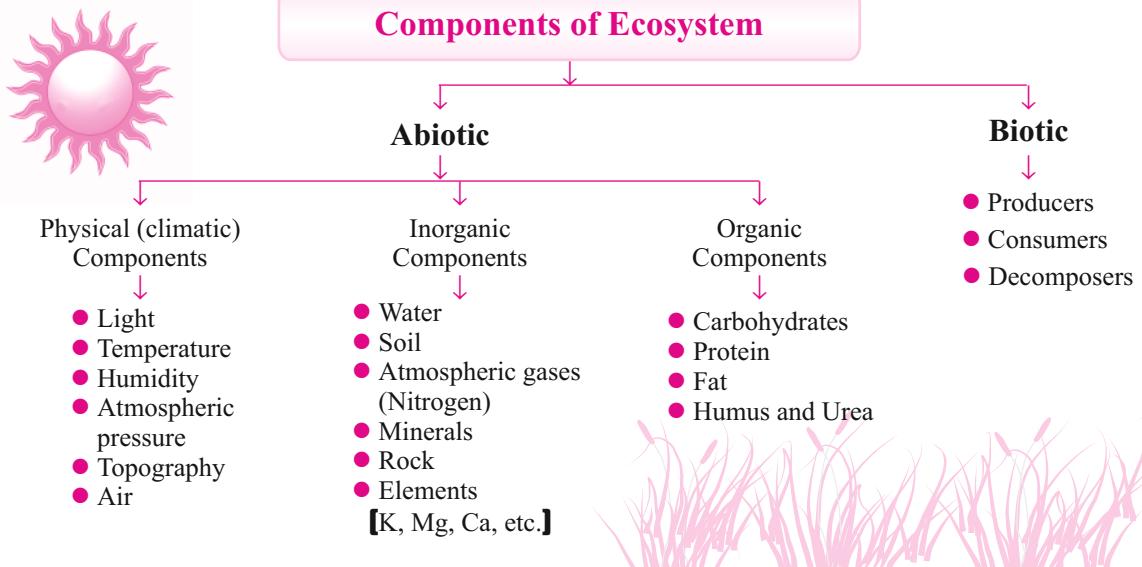 Components of Ecosystem
Abiotic
Biotic
Physical (climatic)
Components
● Light
● Temperature
● Humidity
● Atmospheric
pressure
● Topography
● Air
Inorganic
Components
● Water
● Soil
● Atmospheric gases
(Nitrogen)
● Minerals
● Rock
● Elements
[K, Mg, Ca, etc.]
Organic
Components
● Carbohydrates
● Protein
● Fat
● Humus and Urea
● Producers
● Consumers
● Decomposers